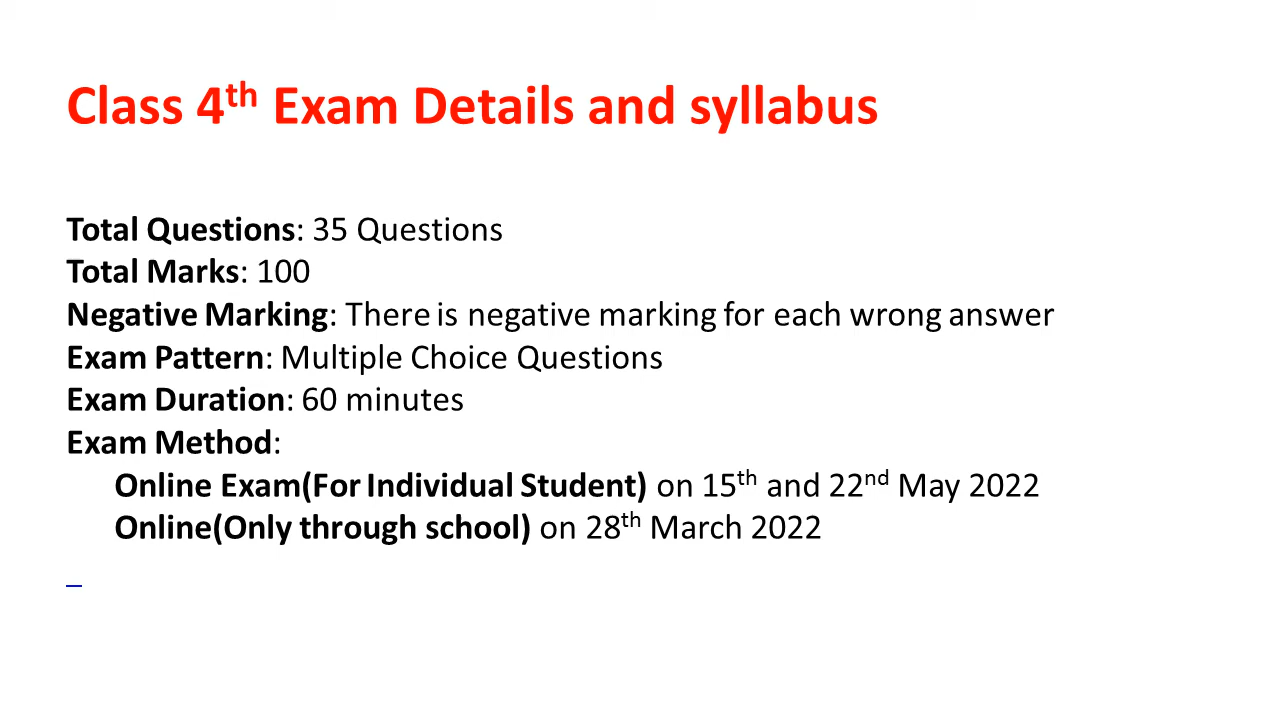 Class 4th Exam Details and syllabus
Total Questions: 35 Questions
Total Marks: 100
Negative Marking: There is negative marking for each wrong answer
Exam Pattern: Multiple Choice Questions
Exam Duration: 60 minutes
Exam Method:
Online Exam(For Individual Student) on 15th and 22nd May 2022
Online(Only through school) on 28th March 2022